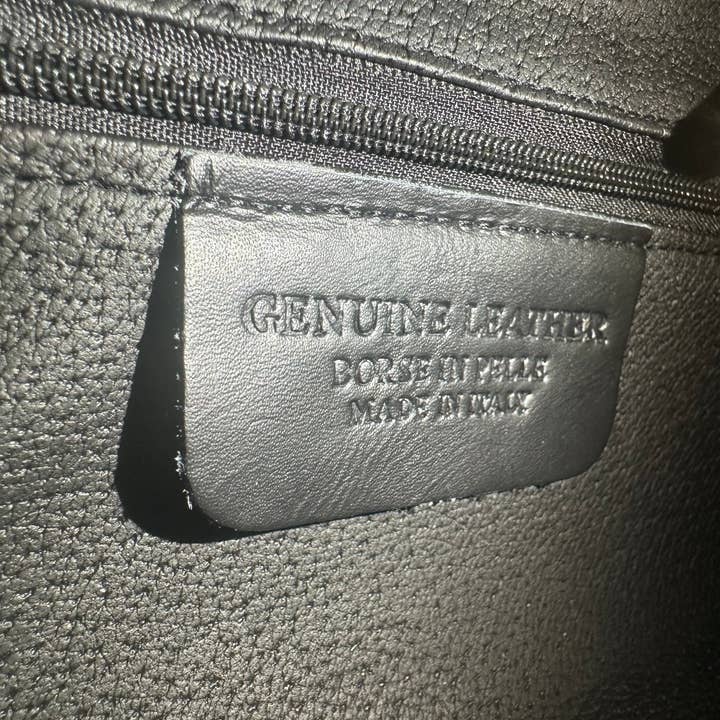 GENUINE LEATHER
BORSE IN PELLE
MADE IN ITALY